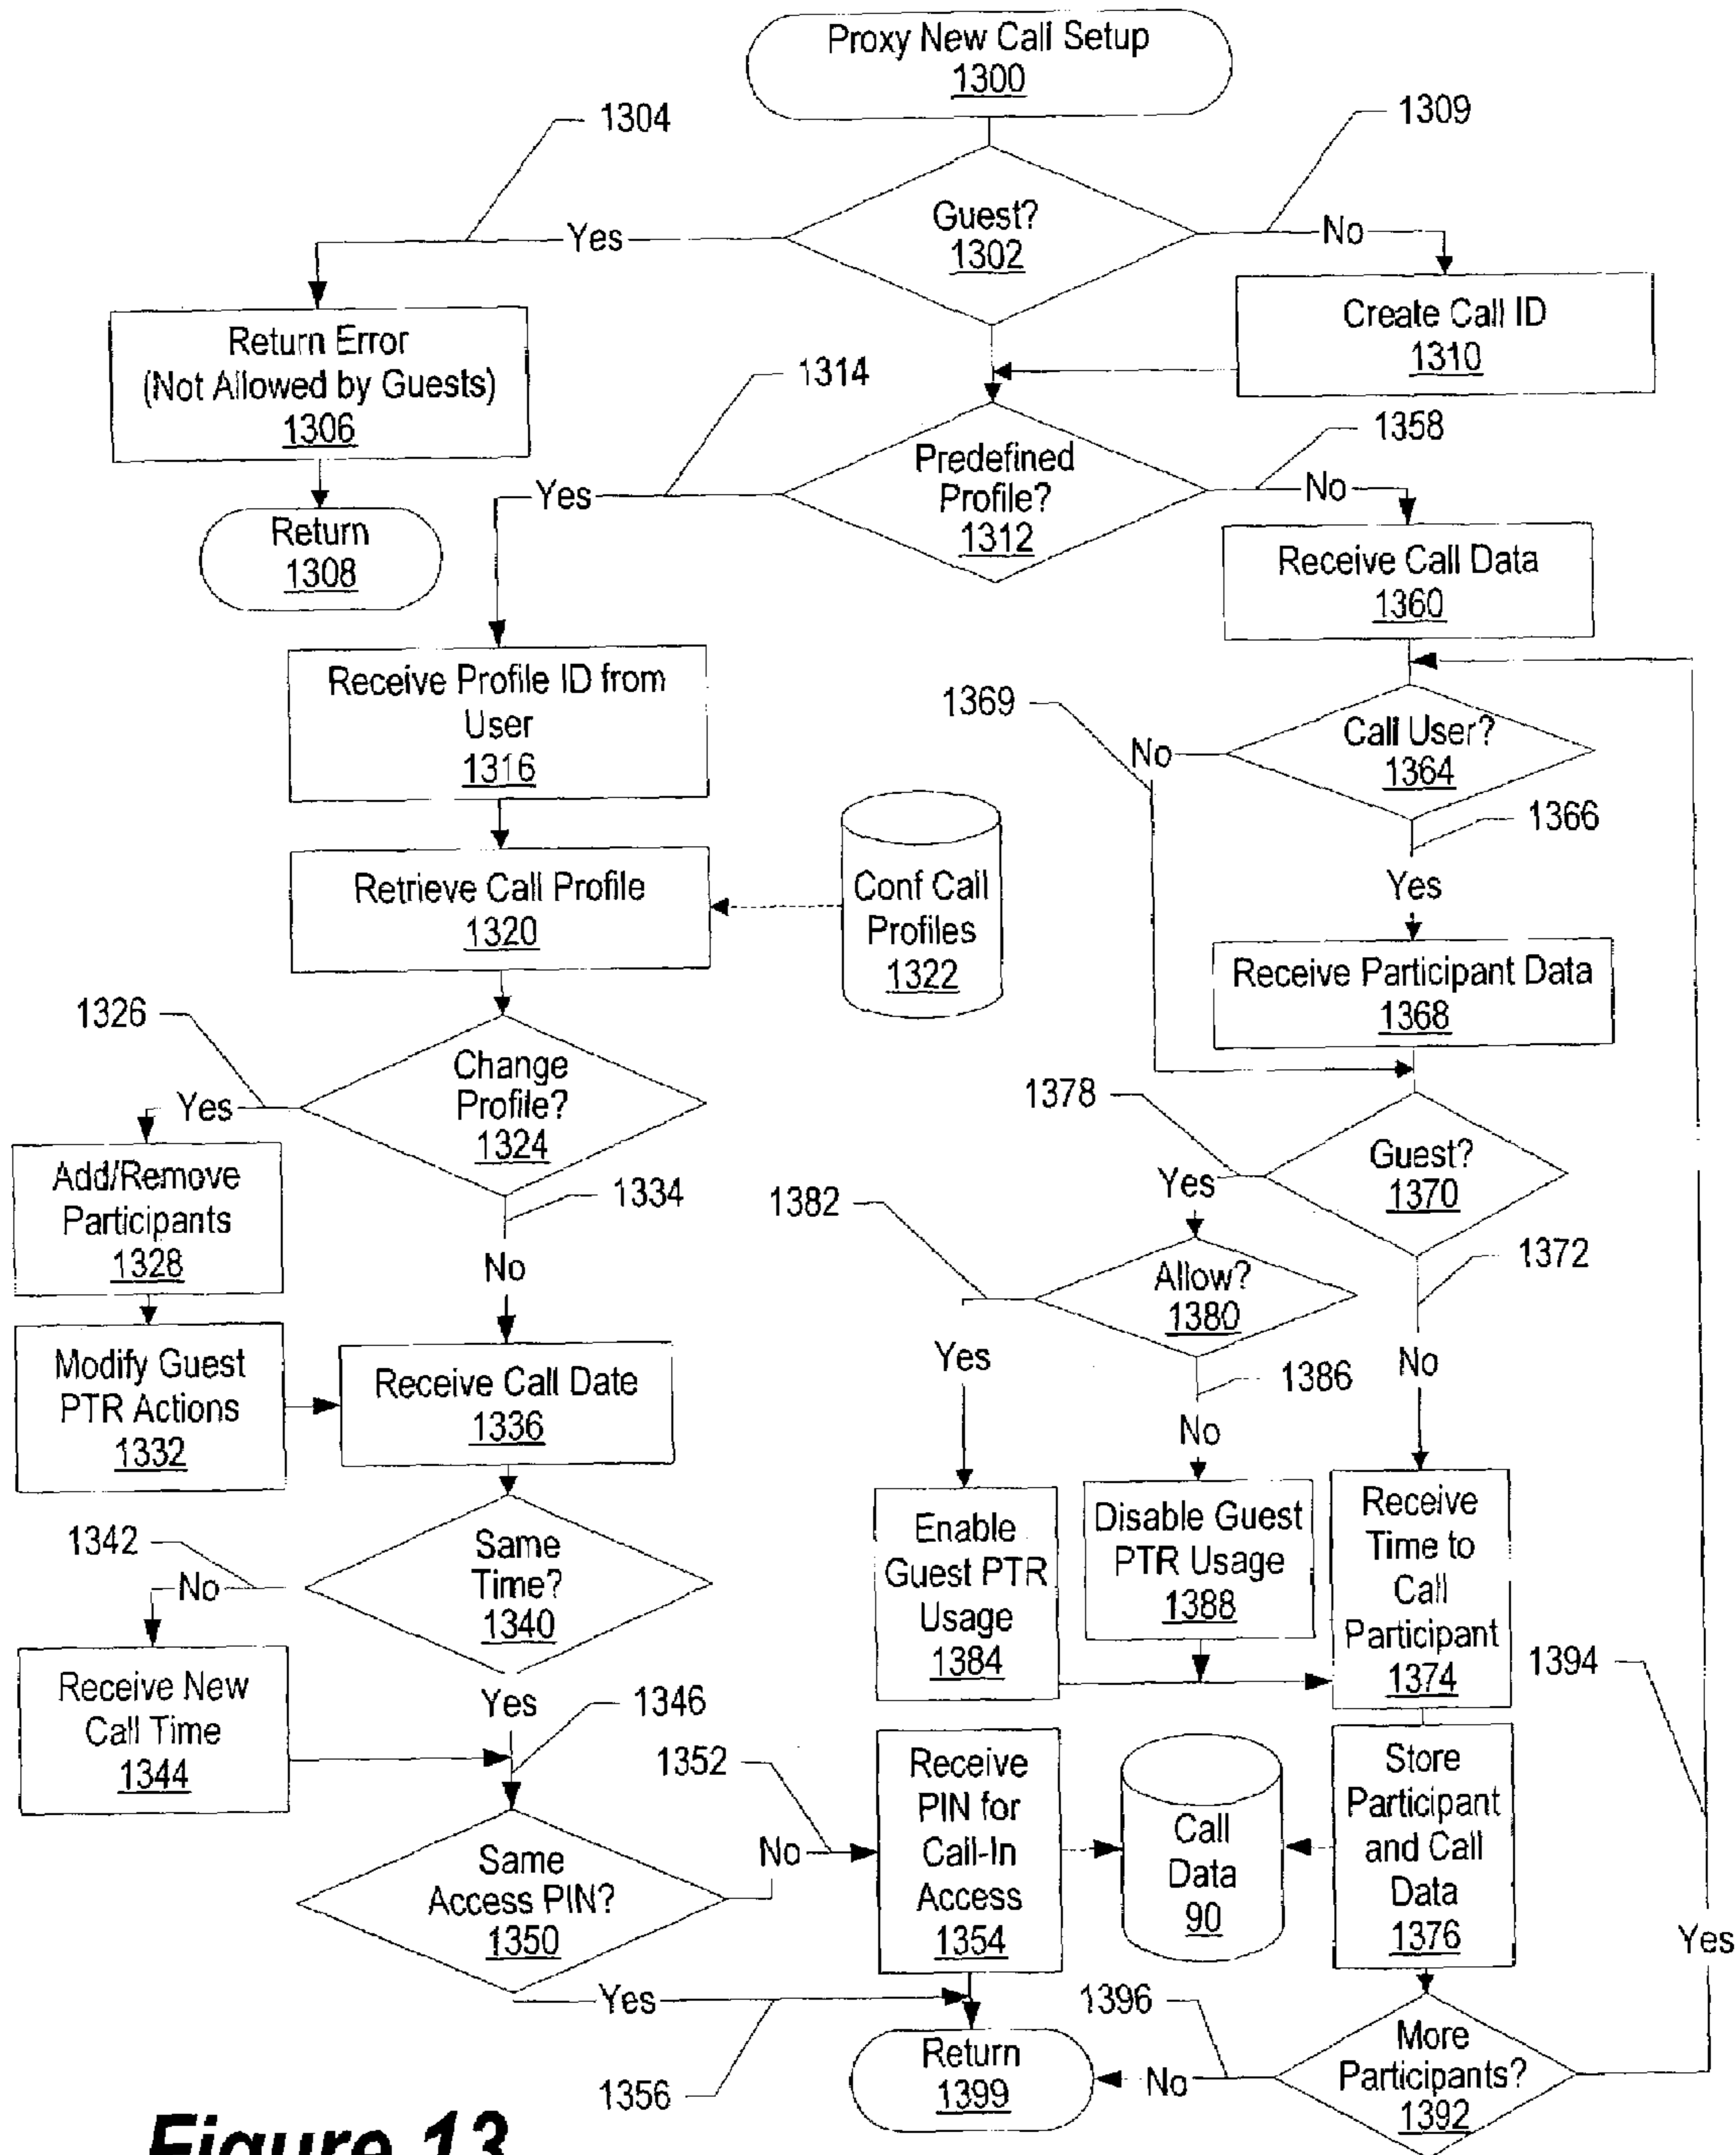 Proxy New Call Setup
1300
1304
1309
Guest?
1302
Yes
No
Return Error
(Not Allowed by Guests)
1306
Create Call ID
1310
1314
1358
Predefined
Profile?
1312
Yes
No
Return
1308
Receive Call Data
1360
Receive Profile ID from
User
1316
1369
Call User?
1364
No
1366
Yes
Retrieve Call Profile
1320
Conf Call
Profiles
1322
Receive Participant Data
1368
1326
Change
Profile?
1324
Yes
1378
Guest?
1370
Yes
Add/Remove
Participants
1328
1334
No
1382
Allow?
1380
1372
Yes
1386
No
No
Modify Guest
PTR Actions
1332
Receive Call Date
1336
1342
Same
Time?
1340
No
Enable
Guest PTR
Usage
1384
Disable Guest
PTR Usage
1388
Receive
Time to
Call
Participant
1374
1394
Receive New
Call Time
1344
Yes
1346
1352
Same
Access PIN?
1350
No
Receive
PIN for
Call-In
Access
1354
Call
Data
90
Store
Participant
and Call
Data
1376
Yes
Yes
1356
1396
Return
1399
No
More
Participants?
1392
Figure 13